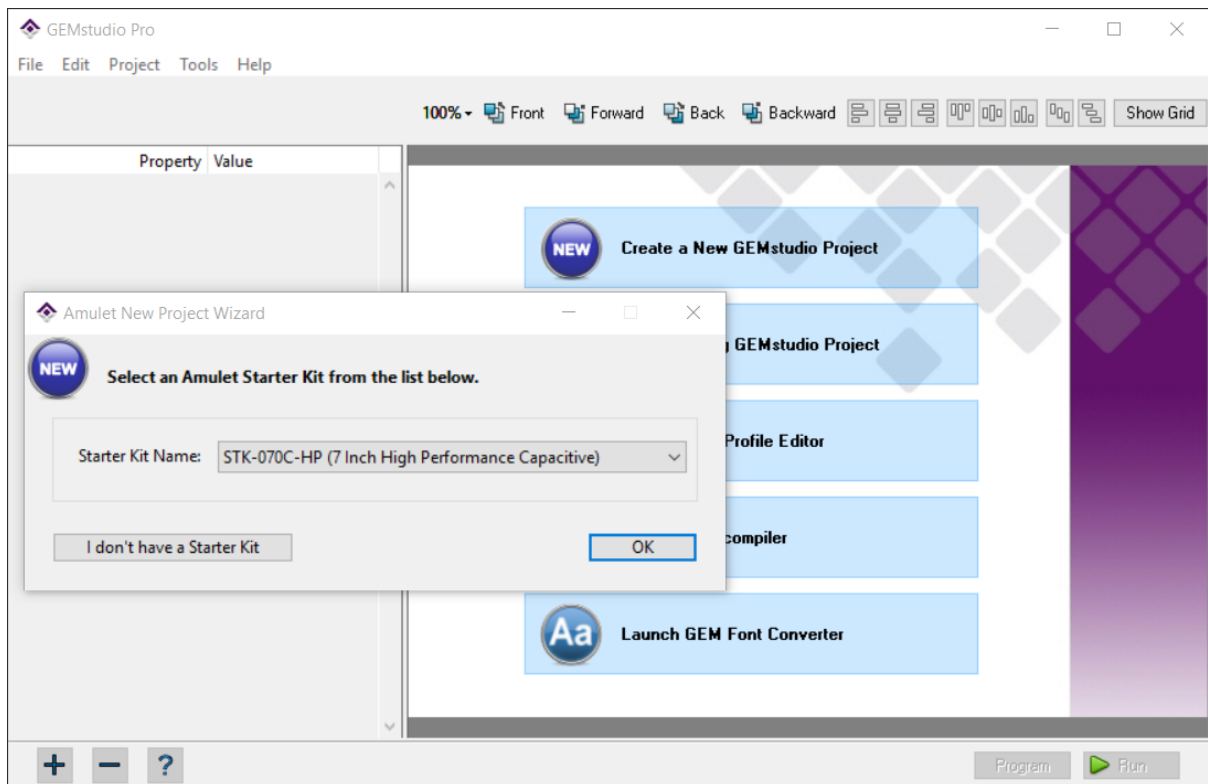 GEMstudio Pro
File Edit Project Tools Help
100% Front Forward Back Backward Show Grid
Property Value
NEW Create a New GEMstudio Project
GEMstudio Project
Profile Editor
compiler
Aa Launch GEM Font Converter
Amulet New Project Wizard
NEW Select an Amulet Starter Kit from the list below.
Starter Kit Name: STK-070C-HP (7 Inch High Performance Capacitive)
I don't have a Starter Kit OK
Program Run